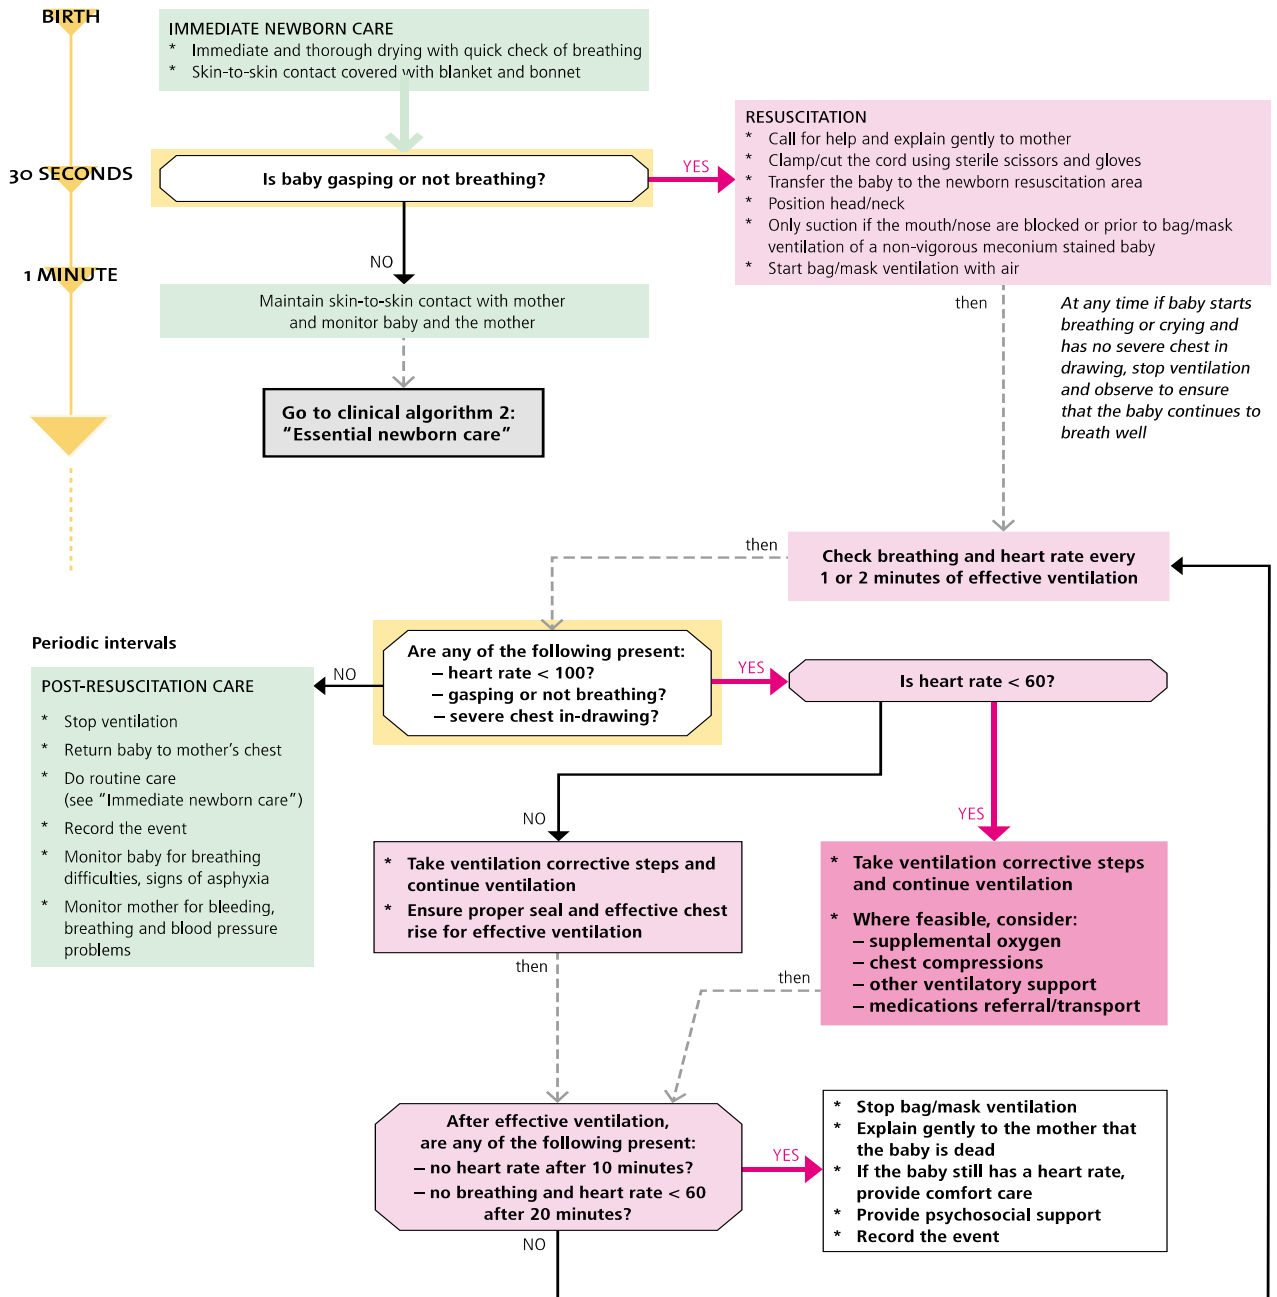 BIRTH
IMMEDIATE NEWBORN CARE
* Immediate and thorough drying with quick check of breathing
* Skin-to-skin contact covered with blanket and bonnet
30 SECONDS
Is baby gasping or not breathing?
YES
RESUSCITATION
* Call for help and explain gently to mother
* Clamp/cut the cord using sterile scissors and gloves
* Transfer the baby to the newborn resuscitation area
* Position head/neck
* Only suction if the mouth/nose are blocked or prior to bag/mask
ventilation of a non-vigorous meconium stained baby
* Start bag/mask ventilation with air
NO
1 MINUTE
Maintain skin-to-skin contact with mother
and monitor baby and the mother
Go to clinical algorithm 2:
“Essential newborn care”
then
At any time if baby starts
breathing or crying and
has no severe chest in
drawing, stop ventilation
and observe to ensure
that the baby continues to
breath well
Check breathing and heart rate every
1 or 2 minutes of effective ventilation
then
Periodic intervals
Are any of the following present:
– heart rate < 100?
– gasping or not breathing?
– severe chest in-drawing?
NO
POST-RESUSCITATION CARE
* Stop ventilation
* Return baby to mother’s chest
* Do routine care
(see “Immediate newborn care”)
* Record the event
* Monitor baby for breathing
difficulties, signs of asphyxia
* Monitor mother for bleeding,
breathing and blood pressure
problems
YES
Is heart rate < 60?
NO
* Take ventilation corrective steps and
continue ventilation
* Ensure proper seal and effective chest
rise for effective ventilation
then
YES
* Take ventilation corrective steps
and continue ventilation
* Where feasible, consider:
– supplemental oxygen
– chest compressions
– other ventilatory support
– medications referral/transport
then
After effective ventilation,
are any of the following present:
– no heart rate after 10 minutes?
– no breathing and heart rate < 60
after 20 minutes?
YES
* Stop bag/mask ventilation
* Explain gently to the mother that
the baby is dead
* If the baby still has a heart rate,
provide comfort care
* Provide psychosocial support
* Record the event
NO